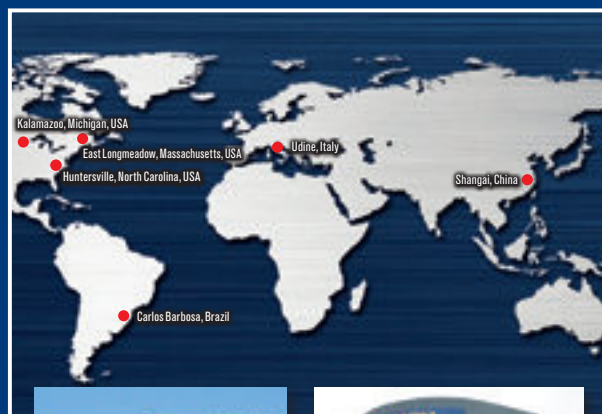 Kalamazoo, Michigan, USA
East Longmeadow, Massachusetts, USA
Huntersville, North Carolina, USA
Udine, Italy
Shangai, China
Carlos Barbosa, Brazil